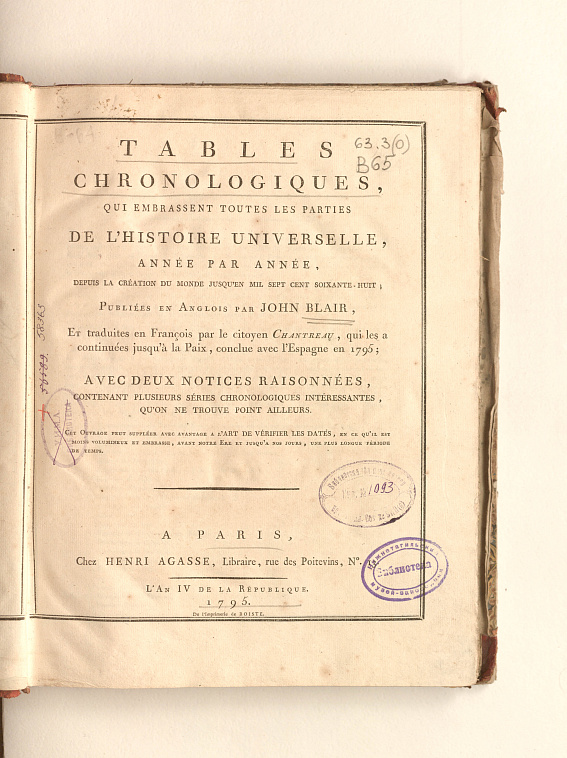 TABLES
CHRONOLOGIQUES,
QUI EMBRASSENT TOUTES LES PARTIES
DE L'HISTOIRE UNIVERSELLE,
ANNÉE PAR ANNÉE,
DEPUIS LA CRÉATION DU MONDE JUSQU'EN MIL SEPT CENT SOIXANTE-HUIT;
PUBLIÉES EN ANGLOIS PAR JOHN BLAIR,
Et traduites en François par le citoyen CHANTREAU, qui les a
continuées jusqu'à la Paix, conclue avec l'Espagne en 1795;
AVEC DEUX NOTICES RAISONNÉES,
CONTENANT PLUSIEURS SÉRIES CHRONOLOGIQUES INTÉRESSANTES,
QU'ON NE TROUVE POINT AILLEURS.
CET OUVRAGE PEUT SUPPLÉER AVEC AVANTAGE A L'ART DE VÉRIFIER LES DATES, EN CE QU'IL EST
MOINS VOLUMINEUX ET EMBRASSE, AVANT NOTRE ERE ET JUSQU'A NOS JOURS, UNE PLUS LONGUE PÉRIODE
DE TEMPS.
A PARIS,
Chez HENRI AGASSE, Libraire, rue des Poitevins, N°.
L'AN IV DE LA RÉPUBLIQUE.
1795.
De l'Imprimerie de BOISTE.
63.3(0)
B65
1093
Библиотека